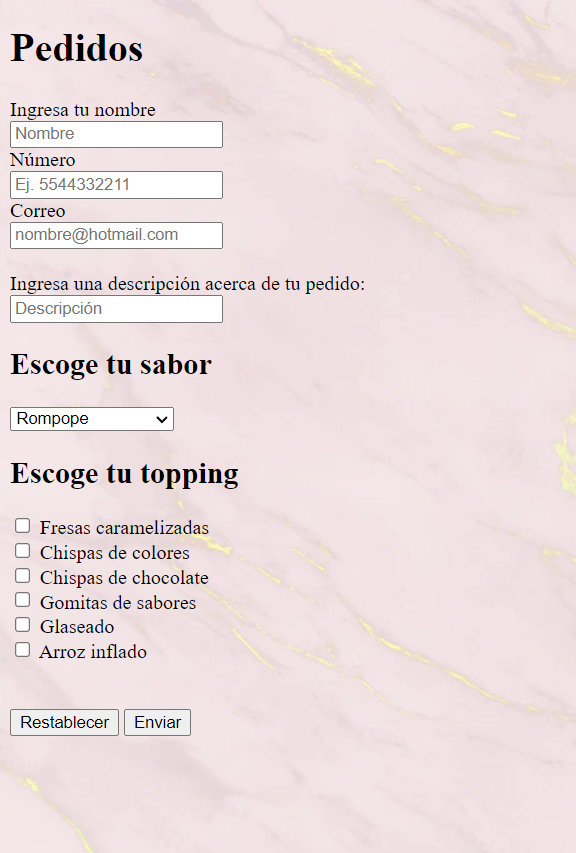 Pedidos
Ingresa tu nombre
Nombre
Número
Ej. 5544332211
Correo
nombre@hotmail.com
Ingresa una descripción acerca de tu pedido:
Descripción
Escoge tu sabor
Rompope
Escoge tu topping
Fresas caramelizadas
Chispas de colores
Chispas de chocolate
Gomitas de sabores
Glaseado
Arroz inflado
Restablecer Enviar